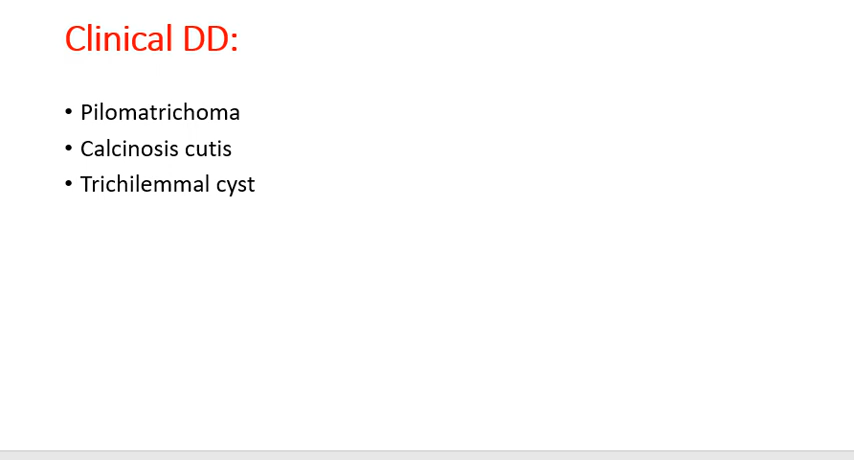 Clinical DD:
• Pilomatrichoma
• Calcinosis cutis
• Trichilemmal cyst